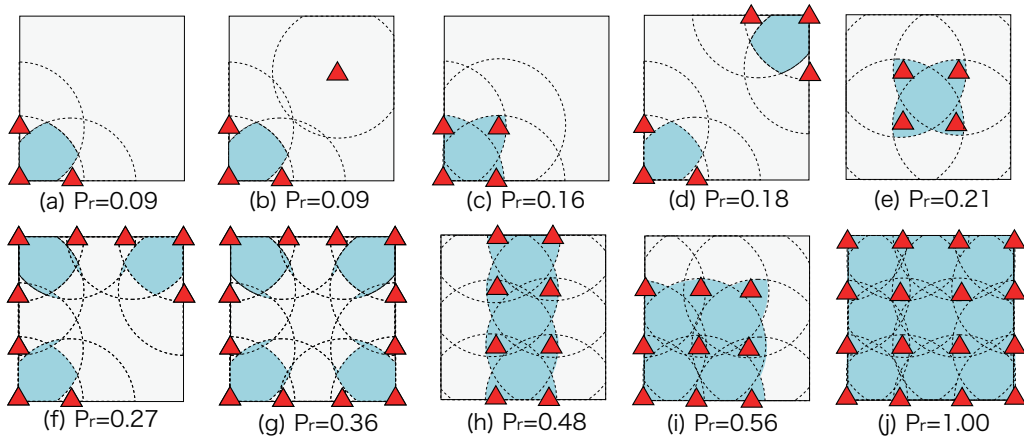 (a) Pr=0.09
(b) Pr=0.09
(c) Pr=0.16
(d) Pr=0.18
(e) Pr=0.21
(f) Pr=0.27
(g) Pr=0.36
(h) Pr=0.48
(i) Pr=0.56
(j) Pr=1.00